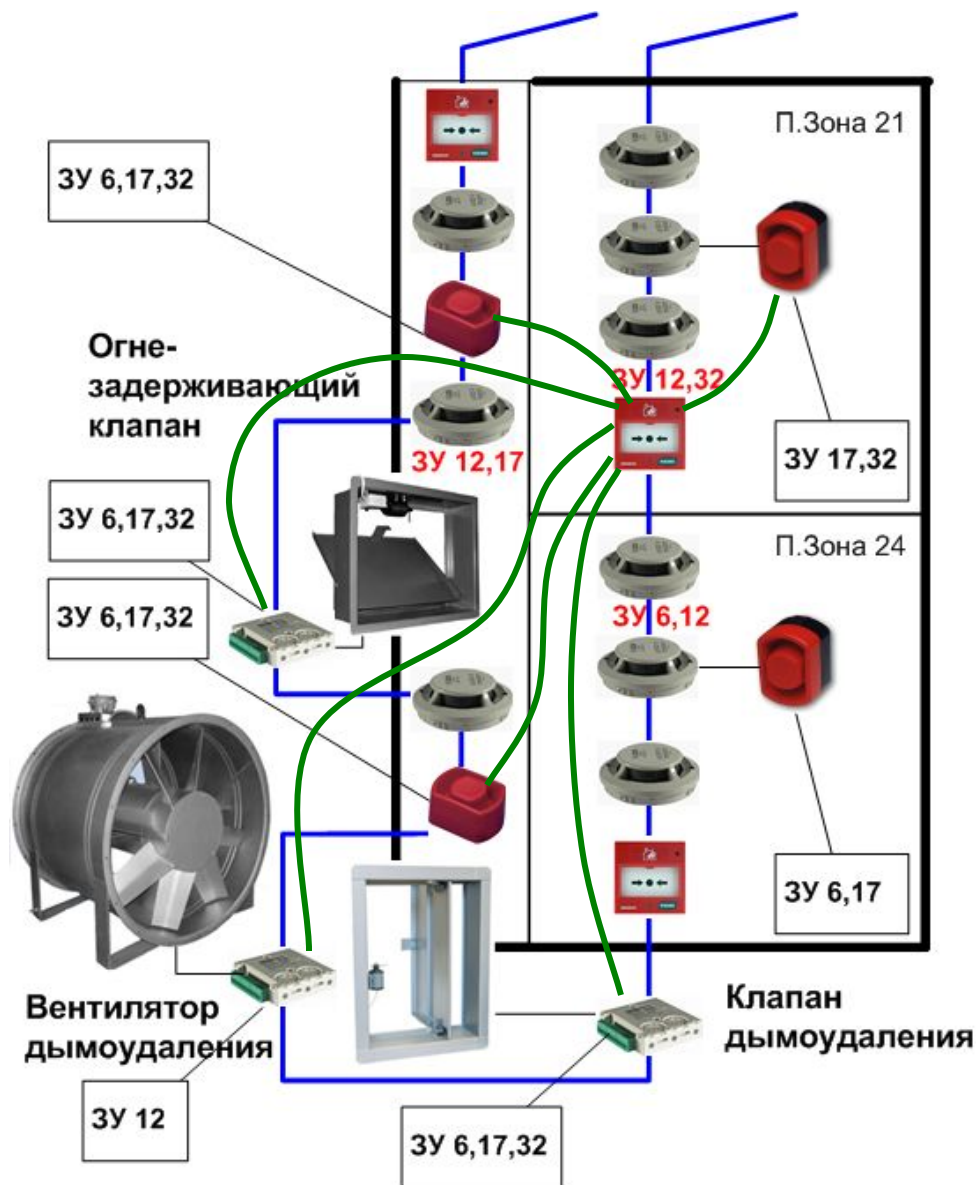 П.Зона 21
ЗУ 6,17,32
Огне-
задерживающий
клапан
ЗУ 12,32
ЗУ 12,17
ЗУ 17,32
ЗУ 6,17,32
П.Зона 24
ЗУ 6,17,32
ЗУ 6,12
ЗУ 6,17
Вентилятор
дымоудаления
Клапан
дымоудаления
ЗУ 12
ЗУ 6,17,32